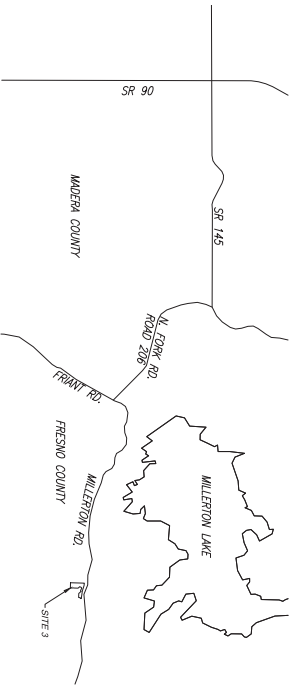 SR 90
SR 145
MADERA COUNTY
N. FORK RD.
ROAD 206
FRIANT RD.
FRESNO COUNTY
MILLERTON LAKE
MILLERTON RD.
SITE 3